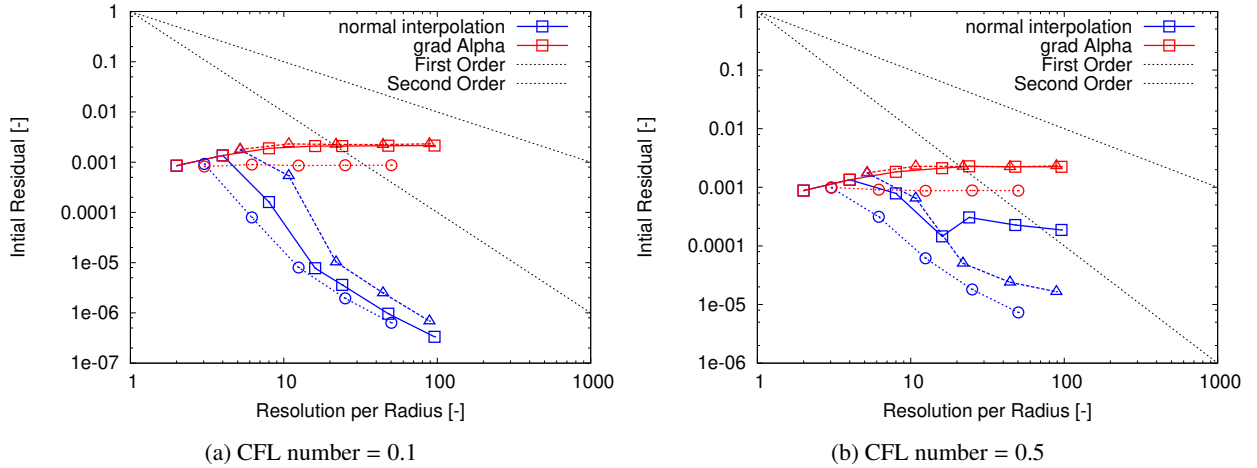 1
0.1
0.01
0.001
0.0001
1e-05
1e-06
1e-07
Intial Residual [-]
normal interpolation
grad Alpha
First Order
Second Order
1 10 100 1000
Resolution per Radius [-]
(a) CFL number = 0.1
1
0.1
0.01
0.001
0.0001
1e-05
1e-06
Intial Residual [-]
normal interpolation
grad Alpha
First Order
Second Order
1 10 100 1000
Resolution per Radius [-]
(b) CFL number = 0.5